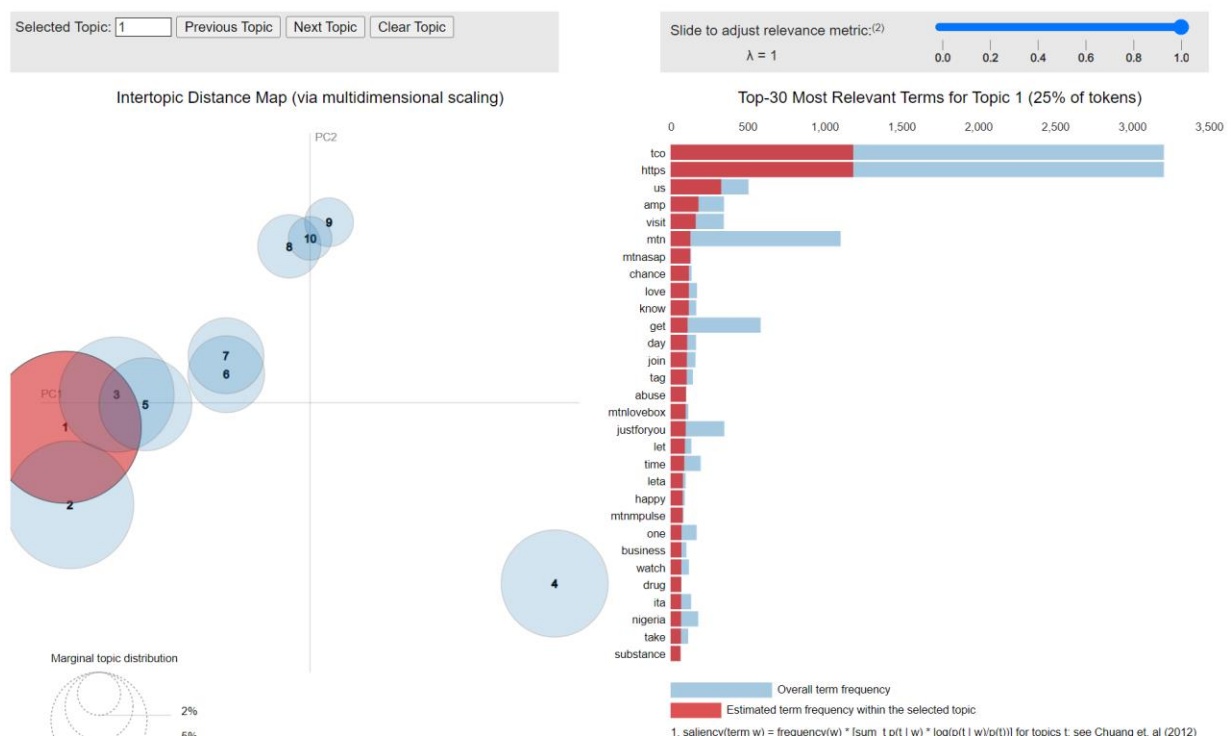 Selected Topic: 1 Previous Topic Next Topic Clear Topic
Slide to adjust relevance metric:(2)
λ = 1
0.0 0.2 0.4 0.6 0.8 1.0
Intertopic Distance Map (via multidimensional scaling)
PC2
PC1
9
10
8
7
6
3
5
1
2
4
Marginal topic distribution
2%
5%
Top-30 Most Relevant Terms for Topic 1 (25% of tokens)
0 500 1,000 1,500 2,000 2,500 3,000 3,500
tco
https
us
amp
visit
mtn
mtnasap
chance
love
know
get
day
join
tag
abuse
mtnlovebox
justforyou
let
time
leta
happy
mtnmpulse
one
business
watch
drug
ita
nigeria
take
substance
Overall term frequency
Estimated term frequency within the selected topic
1. saliency(term w) = frequency(w) * [sum_t p(t | w) * log(p(t | w)/p(t))] for topics t; see Chuang et. al (2012)